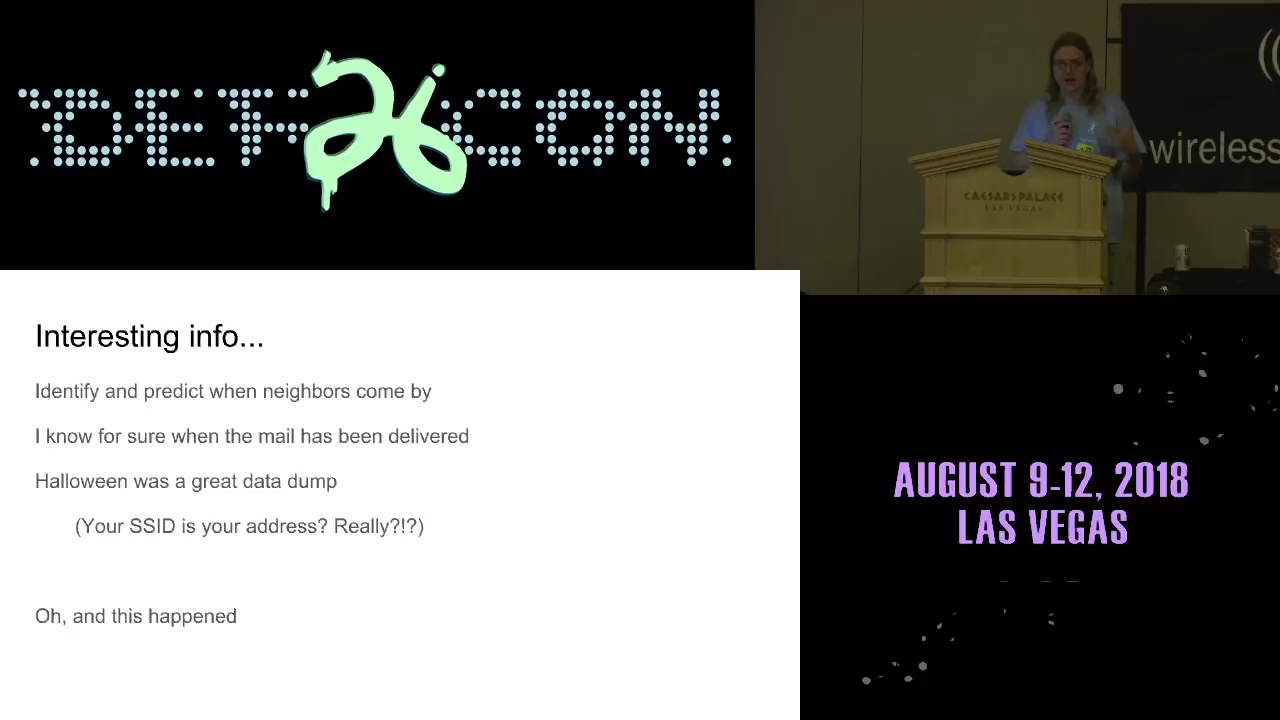 DEF CON 26
CAESARS PALACE
LAS VEGAS
wireless
Interesting info...
Identify and predict when neighbors come by
I know for sure when the mail has been delivered
Halloween was a great data dump
(Your SSID is your address? Really?!?)
Oh, and this happened
AUGUST 9-12, 2018
LAS VEGAS